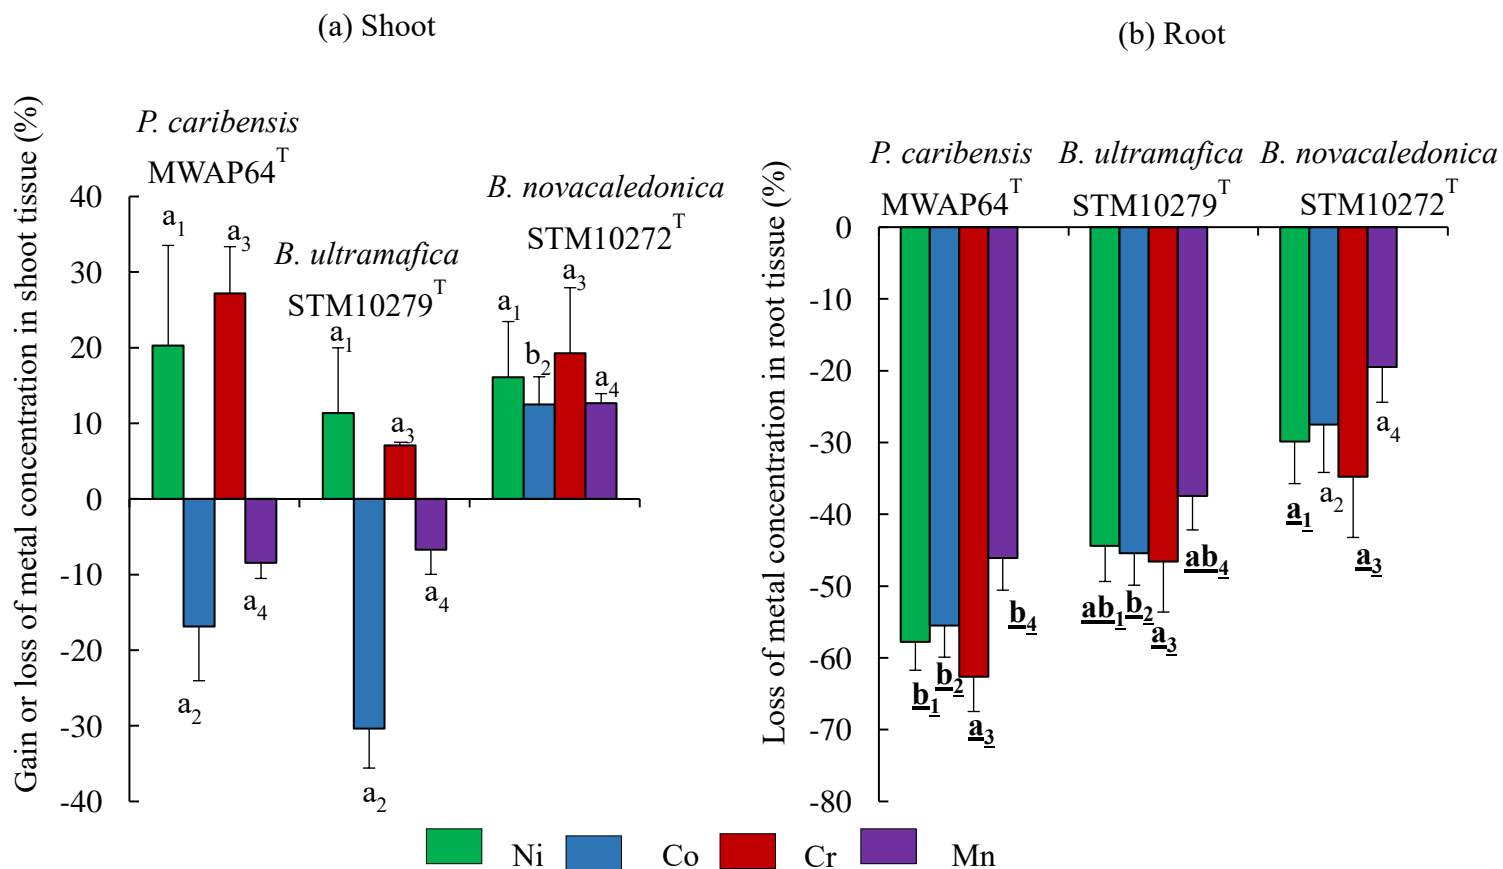 (a) Shoot
Gain or loss of metal concentration in shoot tissue (%)
P. caribensis
MWAP64ᵀ
B. ultramafica
STM10279ᵀ
B. novacaledonica
STM10272ᵀ
40
30
20
10
0
-10
-20
-30
-40
a₁
a₂
a₃
a₄
a₁
a₂
a₃
a₄
a₁
b₂
a₃
a₄
(b) Root
Loss of metal concentration in root tissue (%)
P. caribensis
MWAP64ᵀ
B. ultramafica
STM10279ᵀ
B. novacaledonica
STM10272ᵀ
0
-10
-20
-30
-40
-50
-60
-70
-80
b₁
b₂
a₃
b₄
ab₁
b₂
a₃
ab₄
a₁
a₂
a₃
a₄
Ni
Co
Cr
Mn